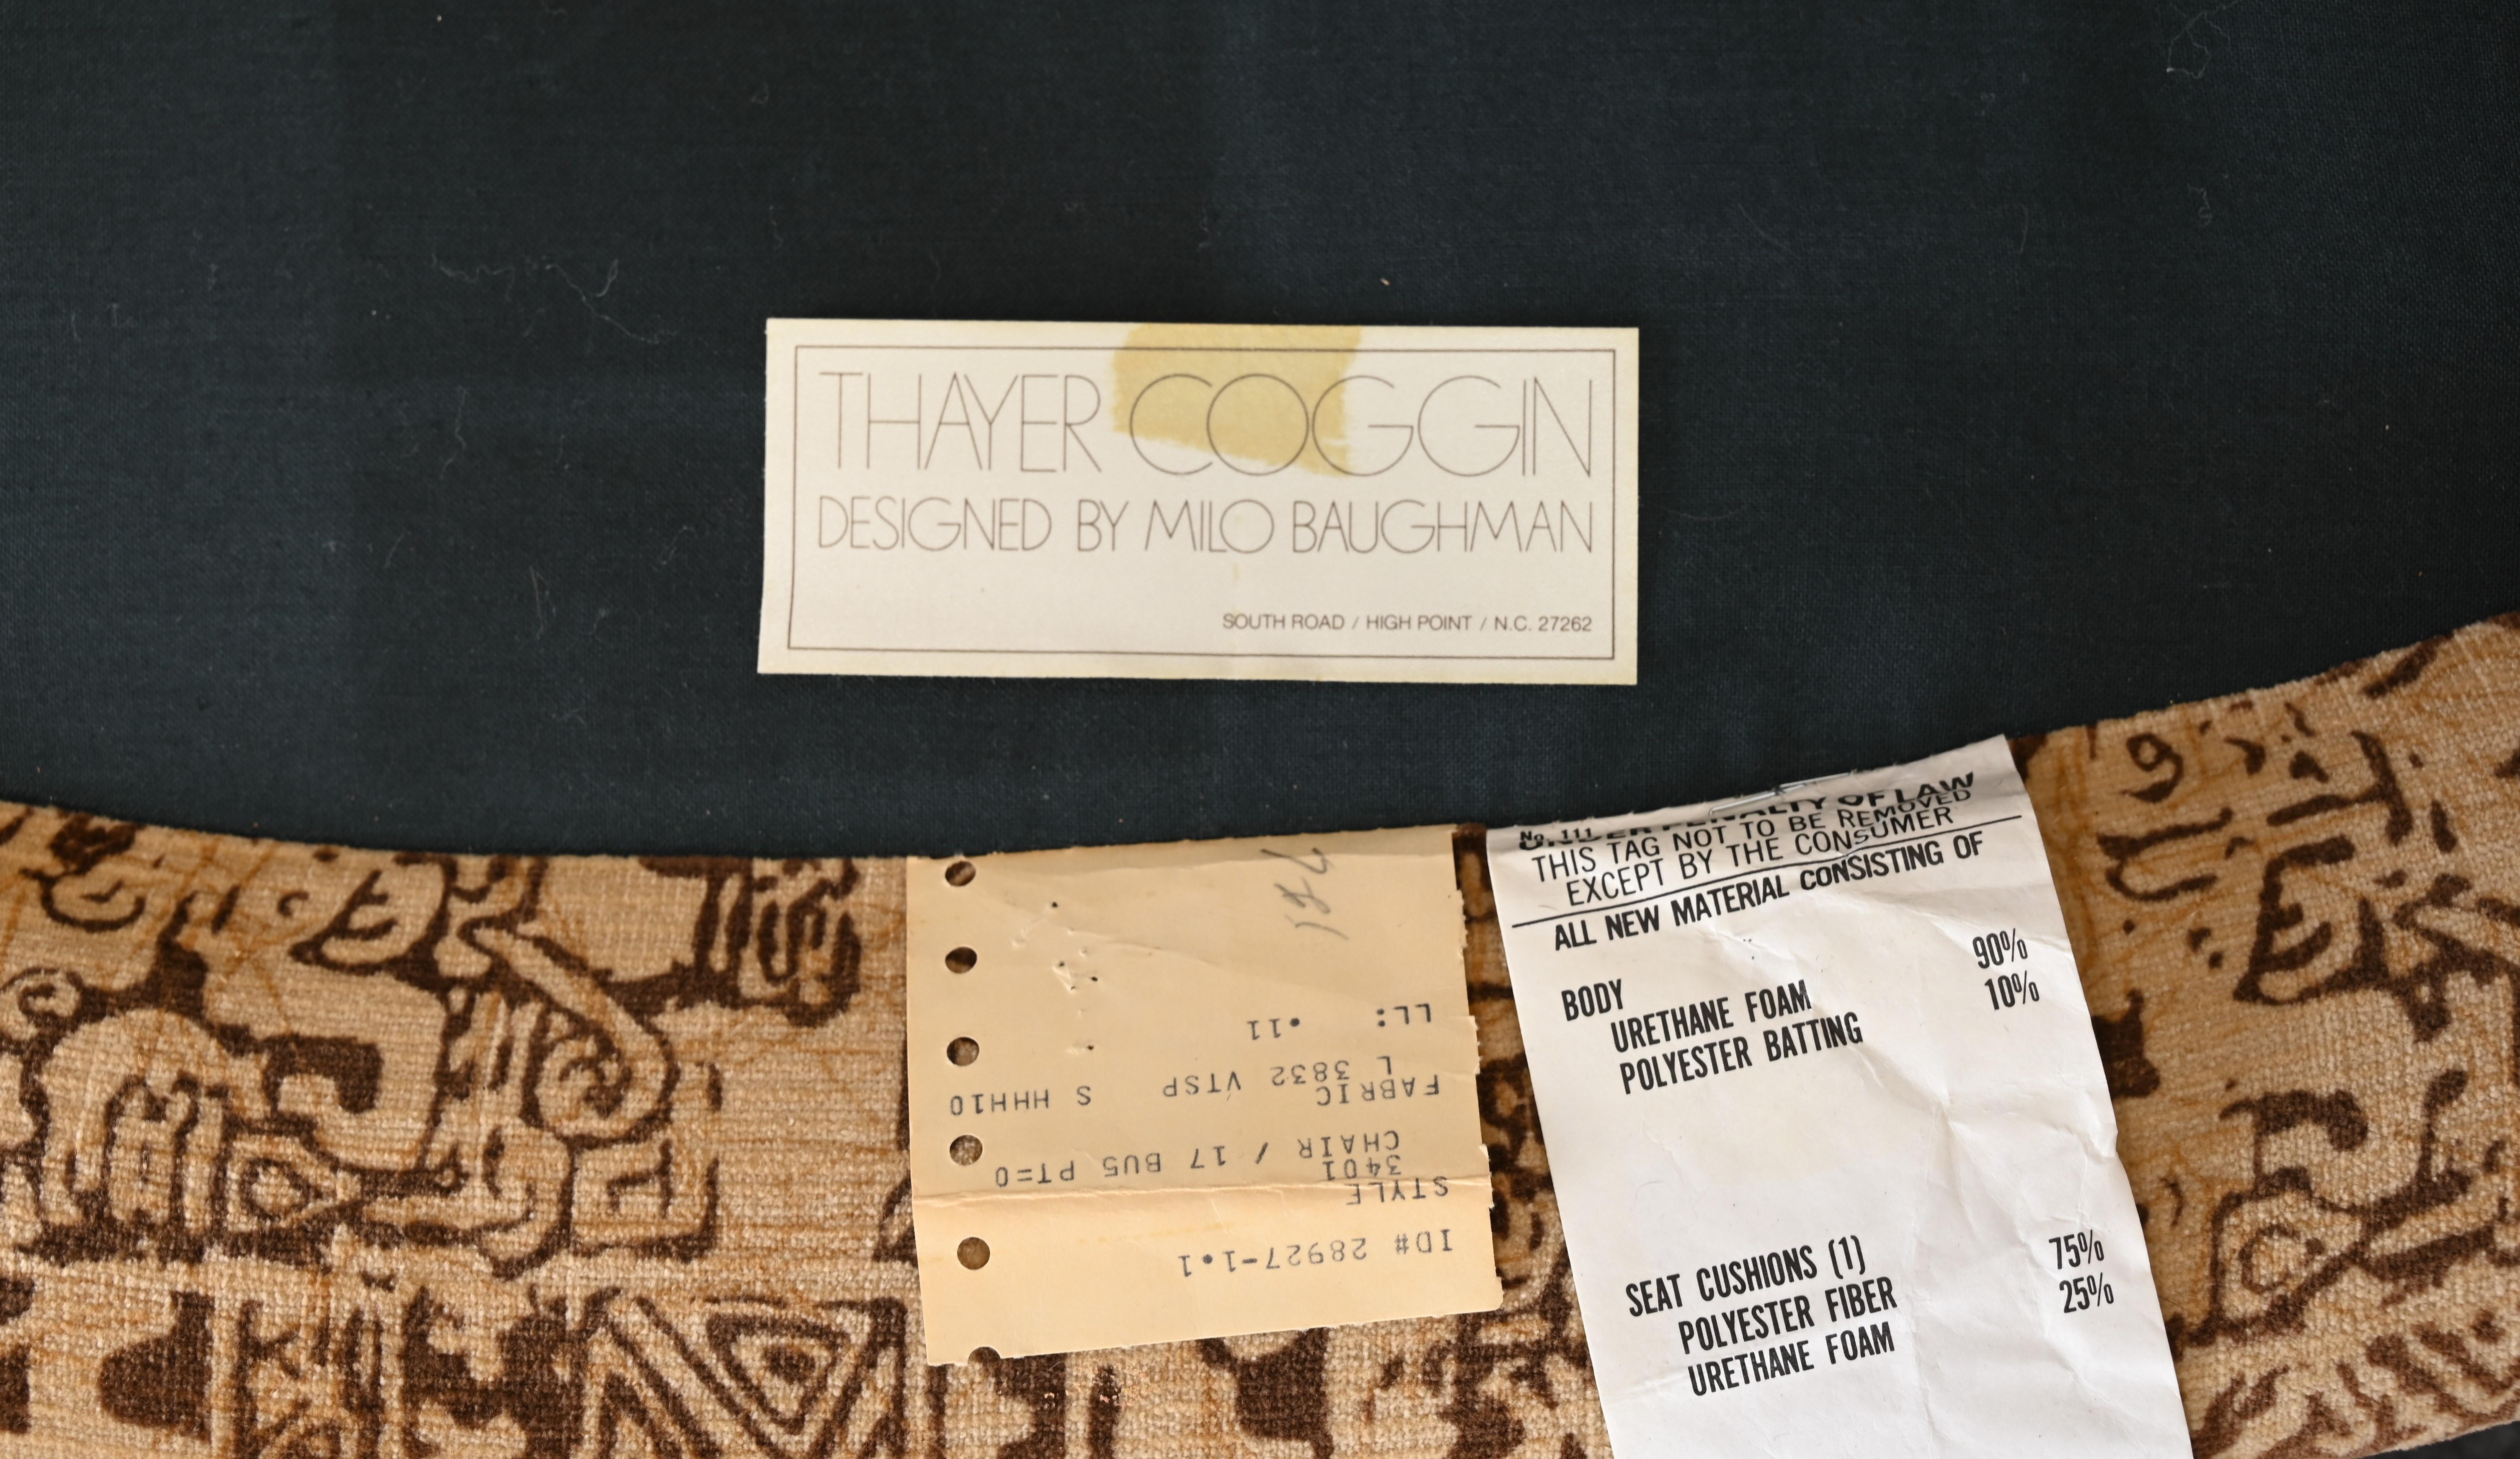 THAYER COGGIN
DESIGNED BY MILO BAUGHMAN
SOUTH ROAD / HIGH POINT / N.C. 27262
ID# 28927-1.1
STYLE
3401
CHAIR / 17 BUS PT=0
FABRIC
L 3832 VTSP S HHH10
LL: .11
No. 111
PENALTY OF LAW
THIS TAG NOT TO BE REMOVED
EXCEPT BY THE CONSUMER
ALL NEW MATERIAL CONSISTING OF
BODY
URETHANE FOAM 90%
POLYESTER BATTING 10%
SEAT CUSHIONS (1)
POLYESTER FIBER 75%
URETHANE FOAM 25%